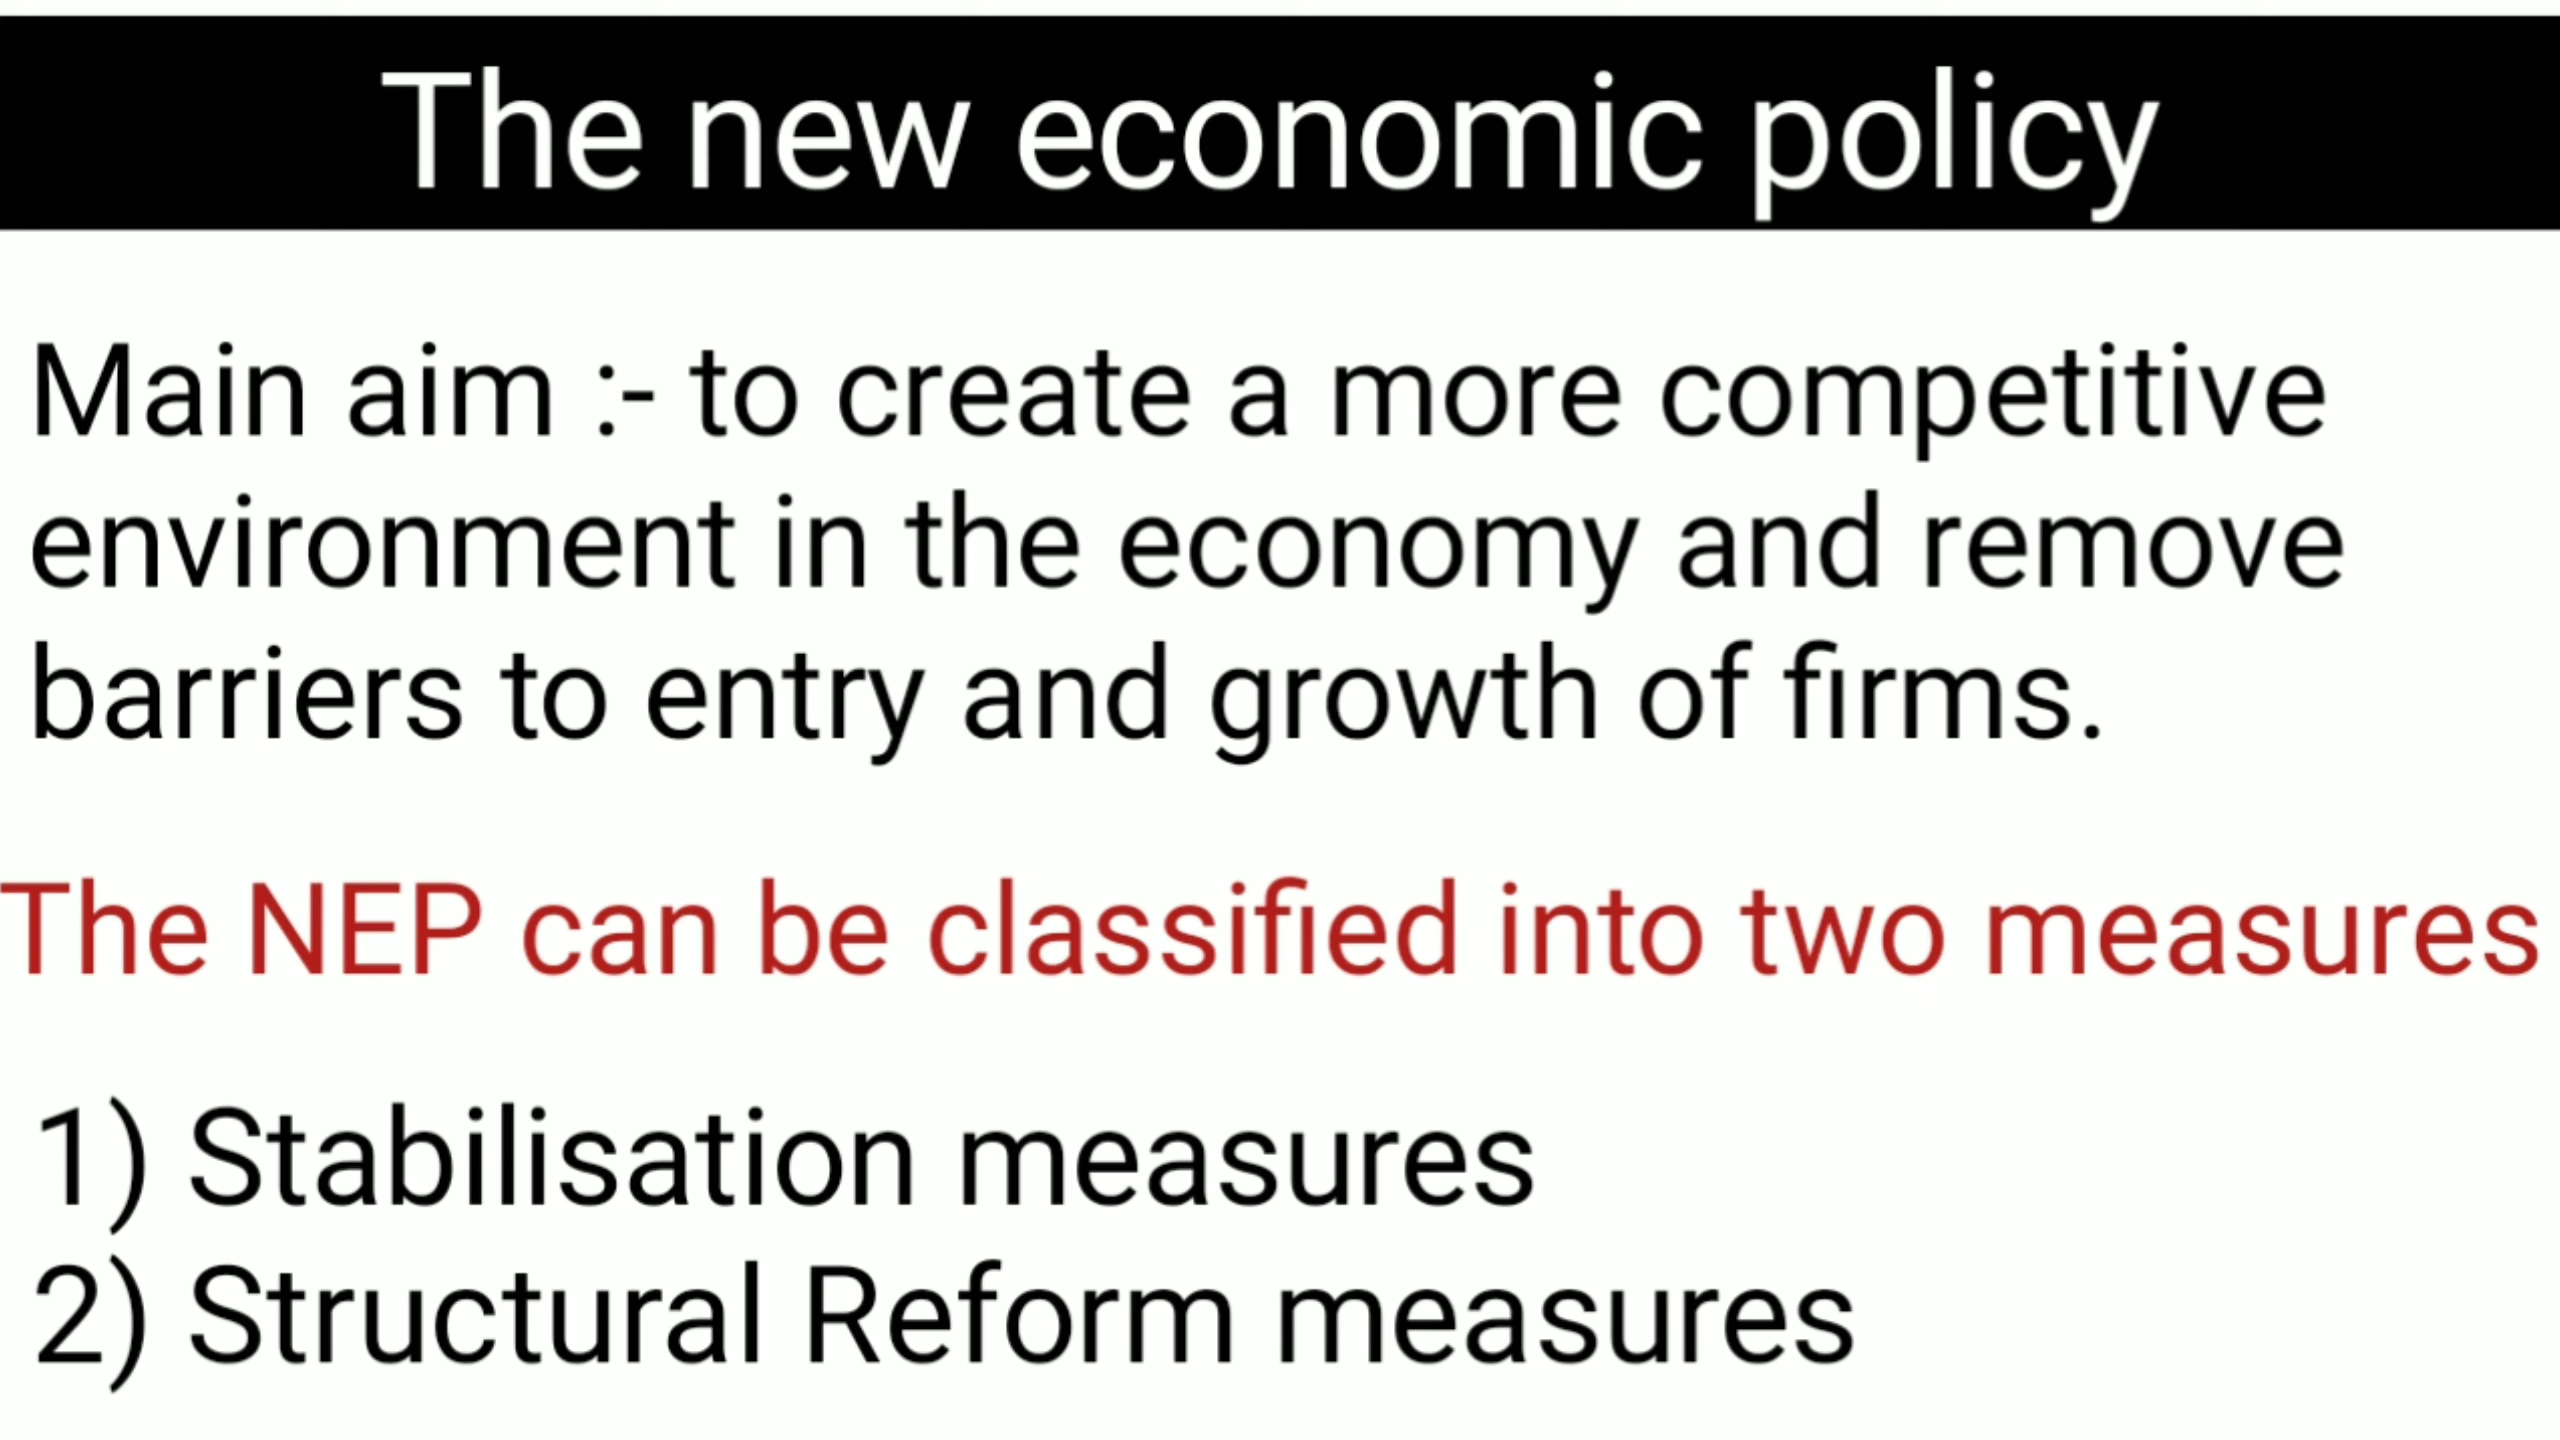 The new economic policy
Main aim :- to create a more competitive
environment in the economy and remove
barriers to entry and growth of firms.
The NEP can be classified into two measures
1) Stabilisation measures
2) Structural Reform measures